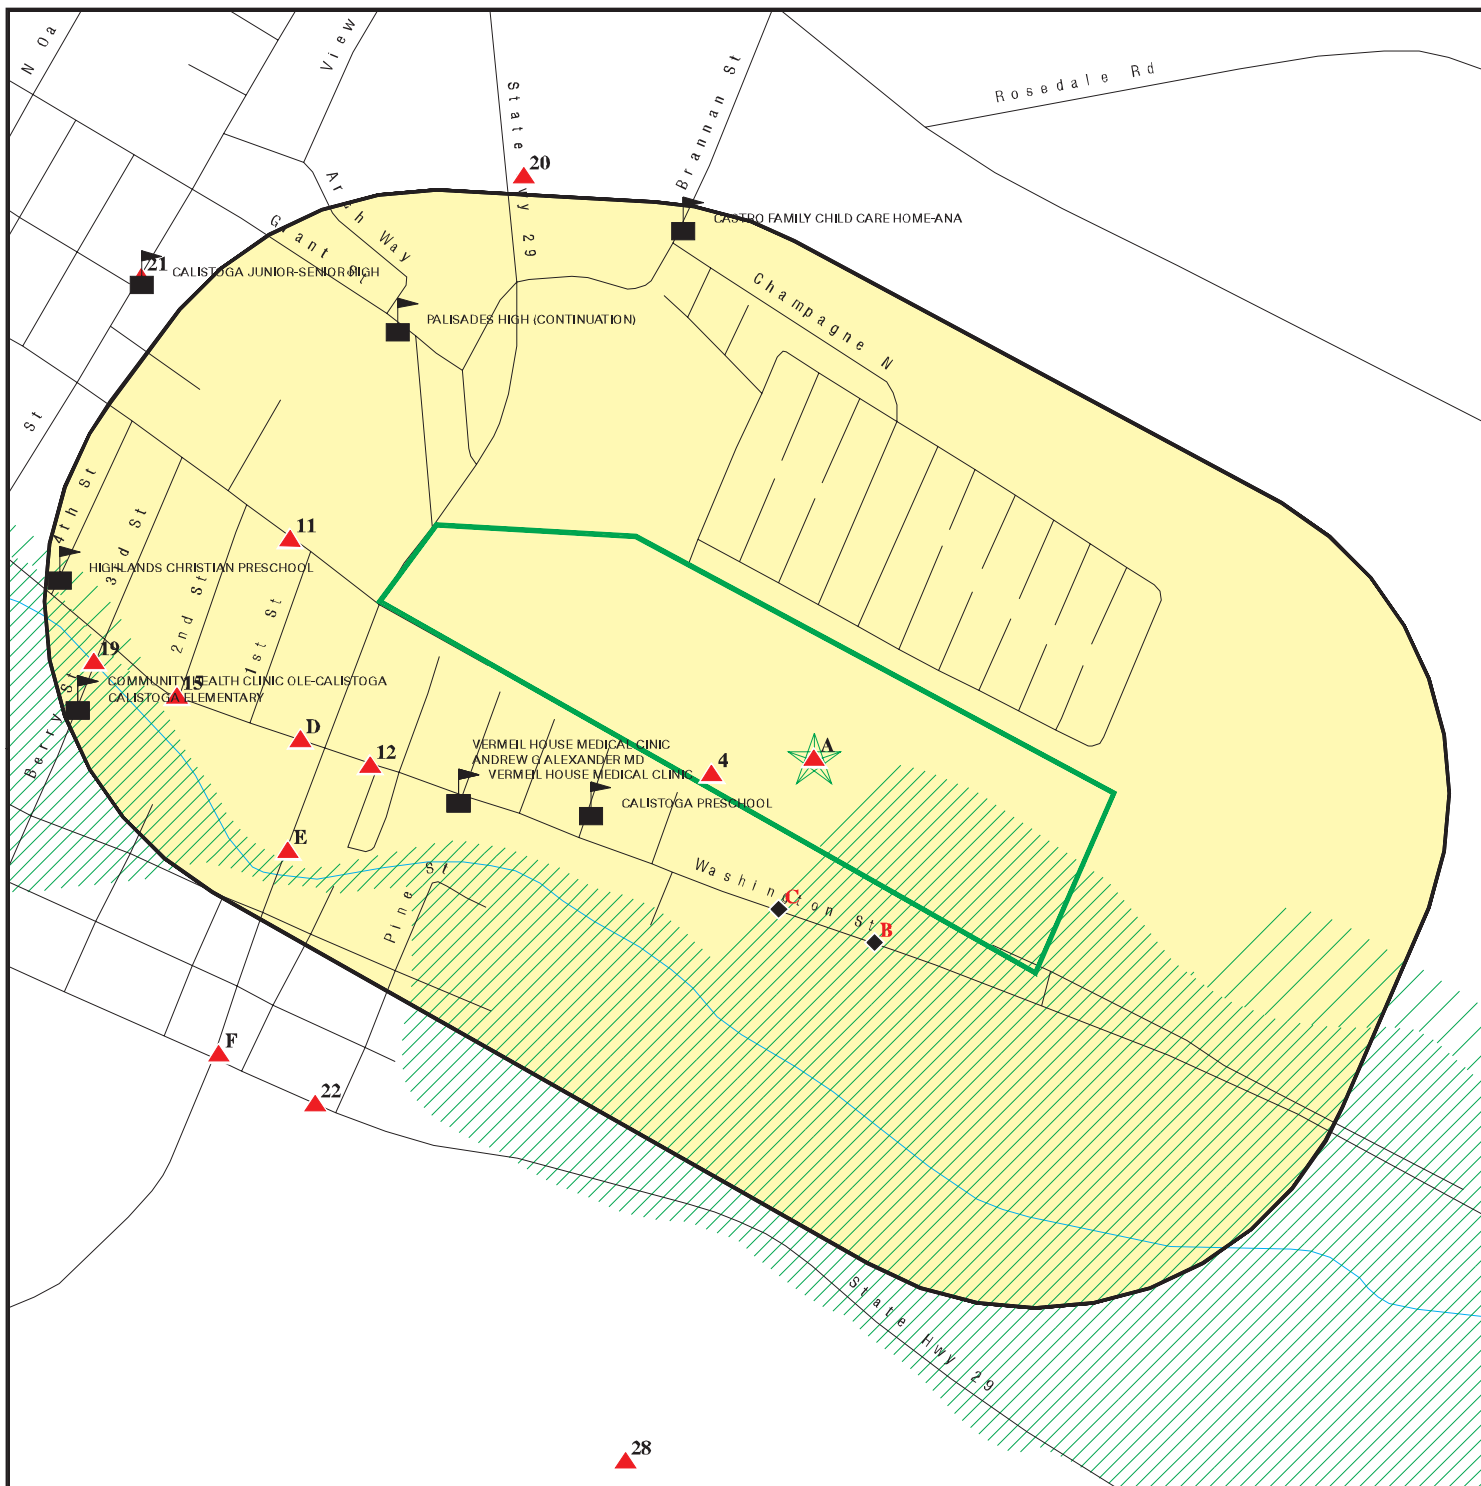 N Oa
View
State
wy 29
Brannan St
Rosedale Rd
20
Arch Way
Grant St
CASTRO FAMILY CHILD CARE HOME-ANA
21
CALISTOGA JUNIOR-SENIOR HIGH
Champagne N
PALISADES HIGH (CONTINUATION)
St
4th St
3rd St
11
HIGHLANDS CHRISTIAN PRESCHOOL
2nd St
1st St
19
COMMUNITY HEALTH CLINIC OLE-CALISTOGA
15
CALISTOGA ELEMENTARY
Berry St
D
12
VERMEIL HOUSE MEDICAL CINIC
ANDREW G ALEXANDER MD
VERMEIL HOUSE MEDICAL CLINIC
4
A
CALISTOGA PRESCHOOL
E
Pine St
Washington St
C
B
F
22
State Hwy 29
28